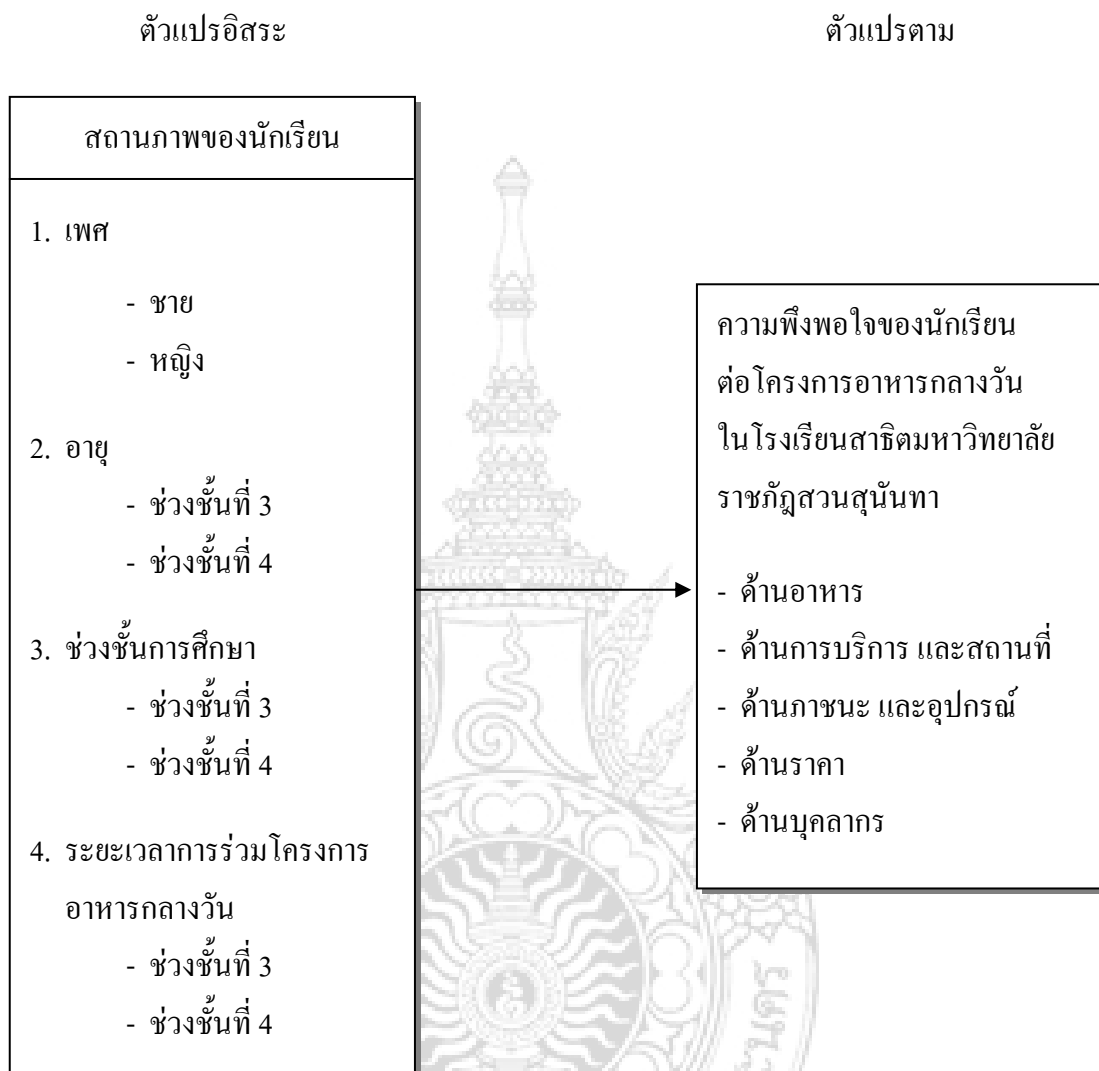 ตัวแปรอิสระ
ตัวแปรตาม
สถานภาพของนักเรียน
1. เพศ
- ชาย
- หญิง
2. อายุ
- ช่วงชั้นที่ 3
- ช่วงชั้นที่ 4
3. ช่วงชั้นการศึกษา
- ช่วงชั้นที่ 3
- ช่วงชั้นที่ 4
4. ระยะเวลาการร่วมโครงการ
อาหารกลางวัน
- ช่วงชั้นที่ 3
- ช่วงชั้นที่ 4
ความพึงพอใจของนักเรียน
ต่อโครงการอาหารกลางวัน
ในโรงเรียนสาธิตมหาวิทยาลัย
ราชภัฎสวนสุนันทา
- ด้านอาหาร
- ด้านการบริการ และสถานที่
- ด้านภาชนะ และอุปกรณ์
- ด้านราคา
- ด้านบุคลากร